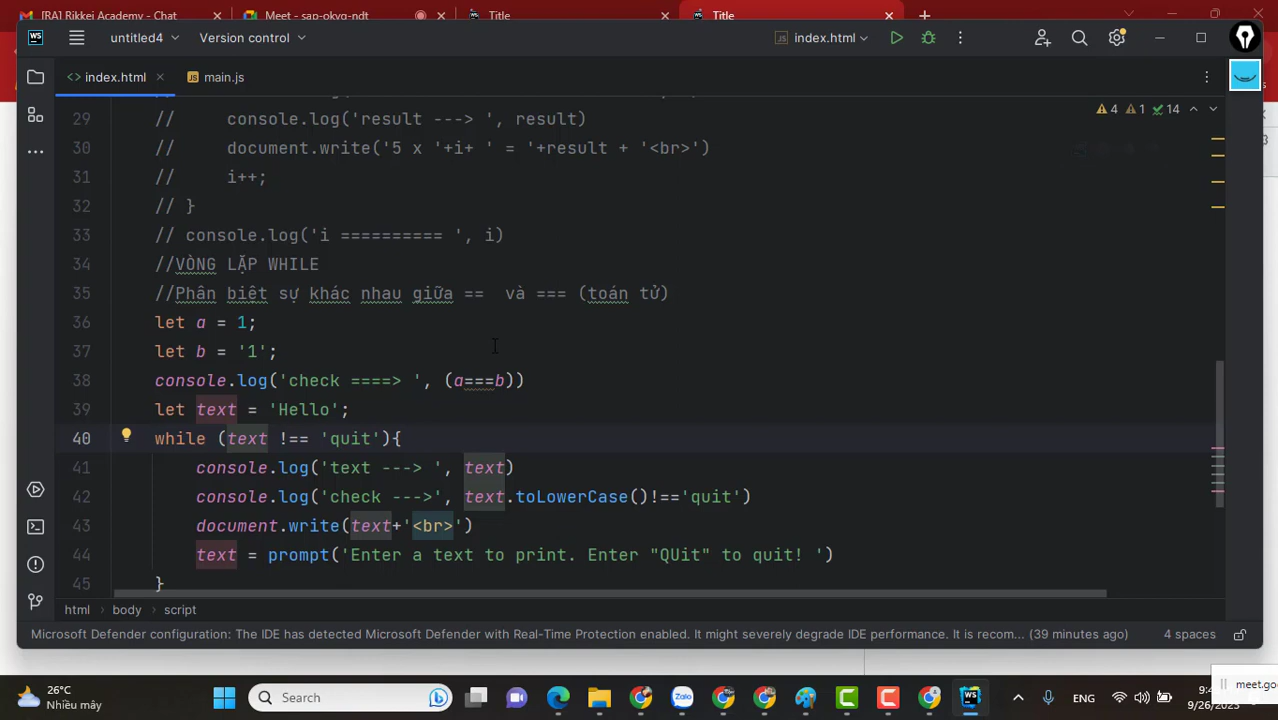 [RA] Rikkei Academy - Chat
Meet - sap-okyq-ndt
Title
Title
WS
untitled4
Version control
index.html
index.html
main.js
4
1
14
29
//    console.log('result ---> ', result)
30
//    document.write('5 x '+i+ ' = '+result + '<br>')
31
//    i++;
32
// }
33
// console.log('i ========== ', i)
34
//VÒNG LẶP WHILE
35
//Phân biệt sự khác nhau giữa ==  và === (toán tử)
36
let a = 1;
37
let b = '1';
38
console.log('check ====> ', (a===b))
39
let text = 'Hello';
40
while (text !== 'quit'){
41
console.log('text ---> ', text)
42
console.log('check --->', text.toLowerCase()!=='quit')
43
document.write(text+'<br>')
44
text = prompt('Enter a text to print. Enter "QUit" to quit! ')
45
}
html
body
script
Microsoft Defender configuration: The IDE has detected Microsoft Defender with Real-Time Protection enabled. It might severely degrade IDE performance. It is recom... (39 minutes ago)
4 spaces
26°C
Nhiều mây
Search
ENG
meet.go